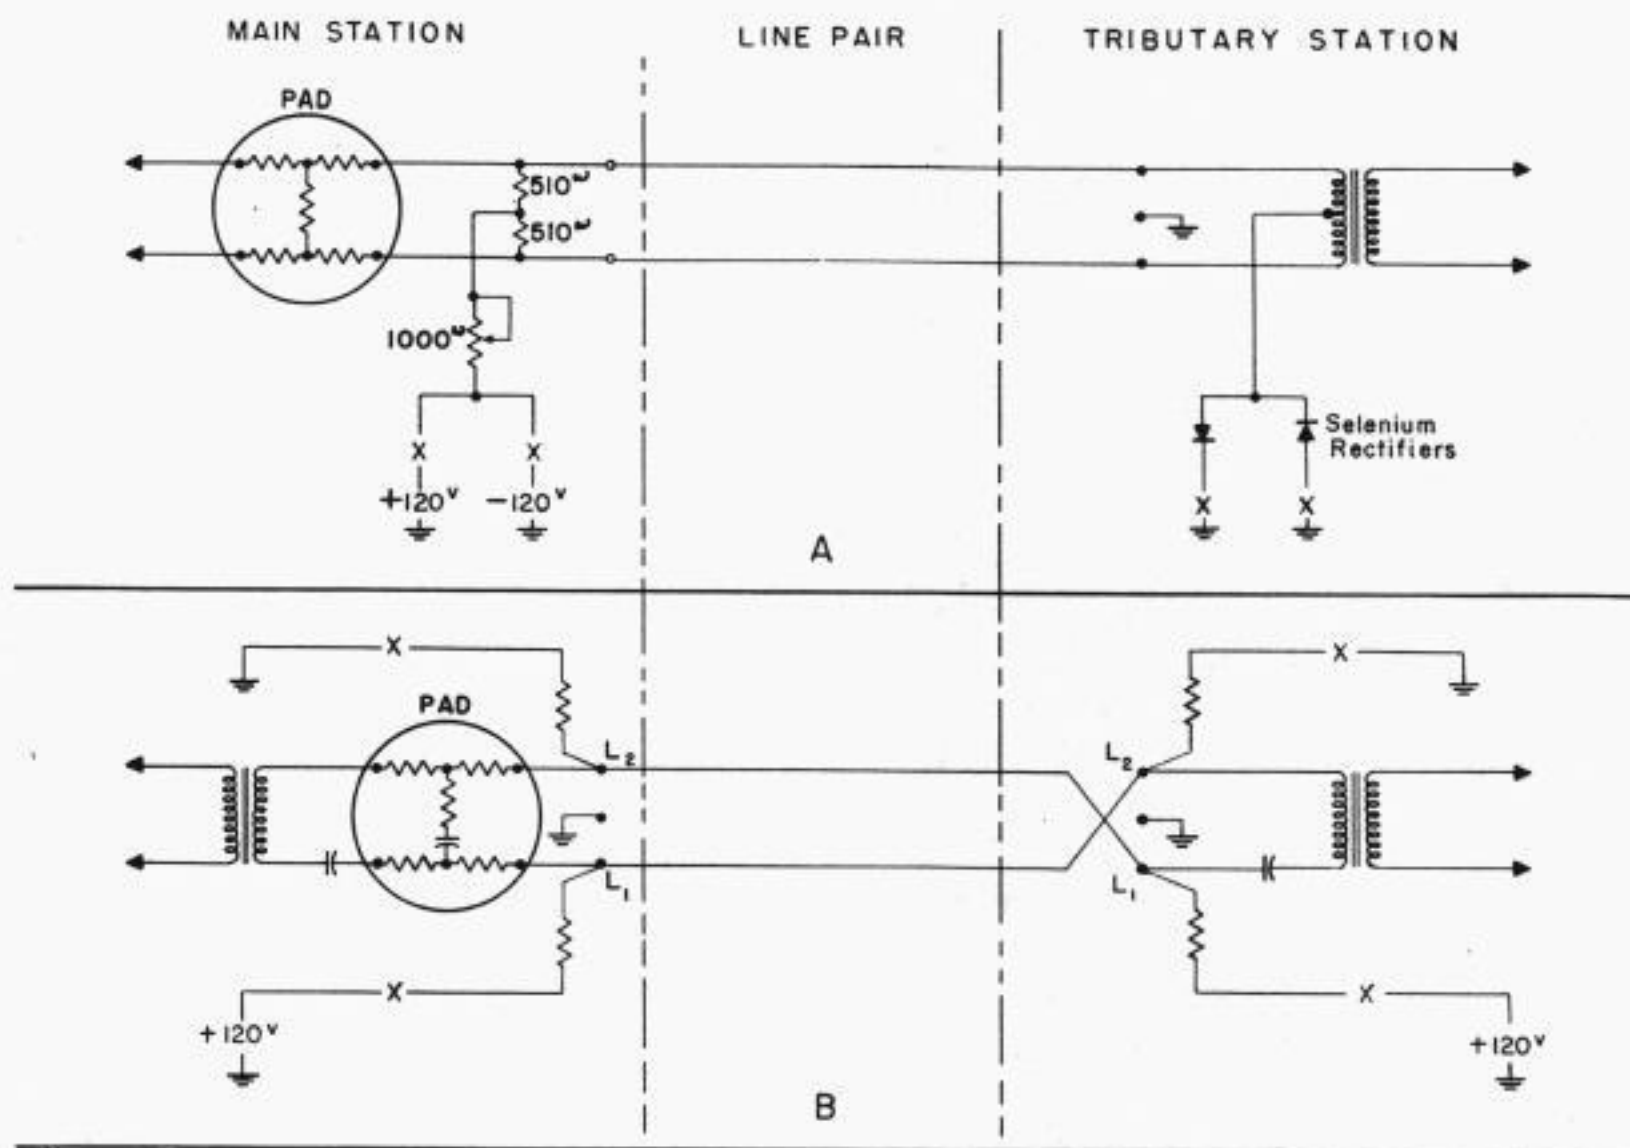 MAIN STATION
LINE PAIR
TRIBUTARY STATION
PAD
510ω
510ω
1000ω
X
X
+120V
-120V
Selenium
Rectifiers
X
X
A
X
X
PAD
L2
L2
L1
L1
X
X
+120V
+120V
B